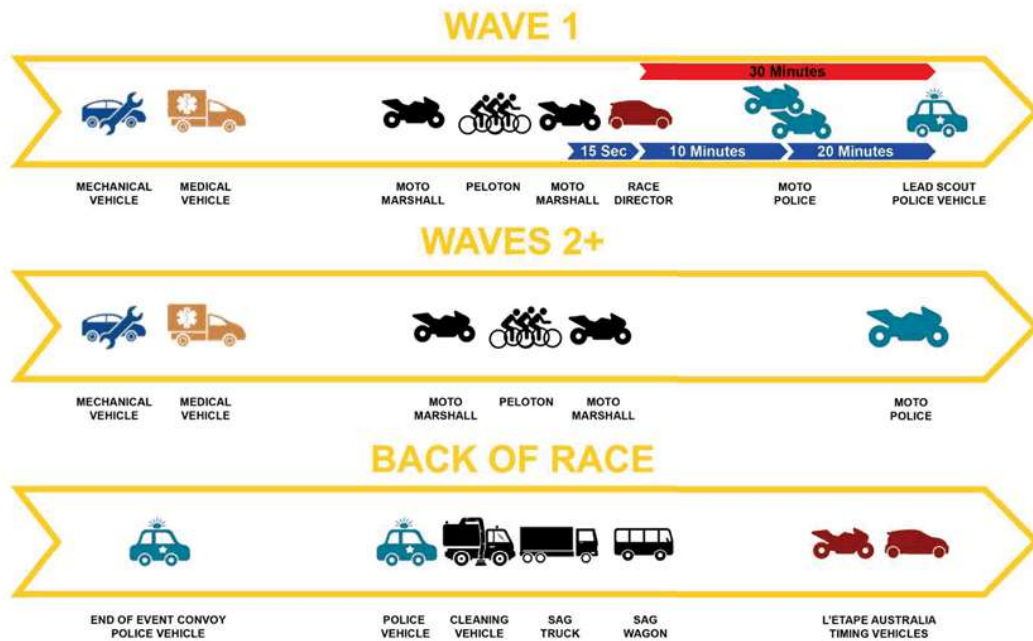 WAVE 1
30 Minutes
15 Sec
10 Minutes
20 Minutes
MECHANICAL
VEHICLE
MEDICAL
VEHICLE
MOTO
MARSHALL
PELOTON
MOTO
MARSHALL
RACE
DIRECTOR
MOTO
POLICE
LEAD SCOUT
POLICE VEHICLE
WAVES 2+
MECHANICAL
VEHICLE
MEDICAL
VEHICLE
MOTO
MARSHALL
PELOTON
MOTO
MARSHALL
MOTO
POLICE
BACK OF RACE
END OF EVENT CONVOY
POLICE VEHICLE
POLICE
VEHICLE
CLEANING
VEHICLE
SAG
TRUCK
SAG
WAGON
L'ETAPE AUSTRALIA
TIMING VEHICLES